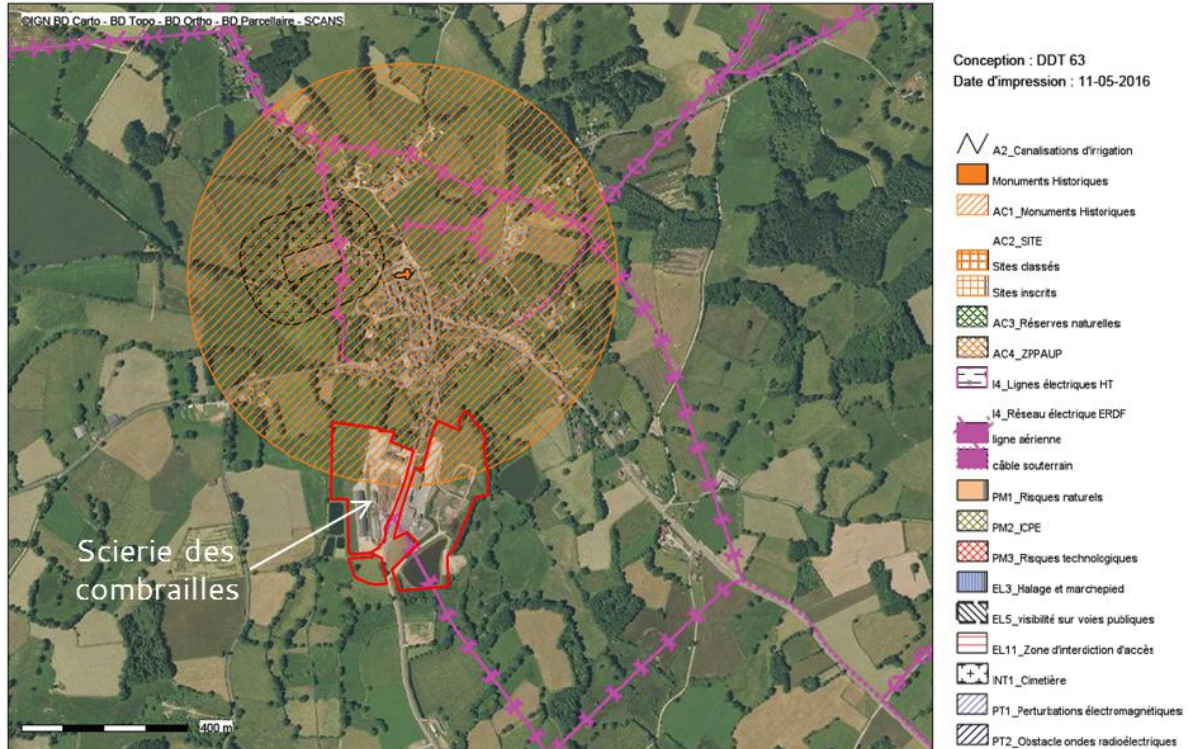 ©IGN BD Carto - BD Topo - BD Ortho - BD Parcellaire - SCANS
Scierie des
combrailles
400 m
Conception : DDT 63
Date d'impression : 11-05-2016
A2_Canalisations d'irrigation
Monuments Historiques
AC1_Monuments Historiques
AC2_SITE
Sites classés
Sites inscrits
AC3_Réserves naturelles
AC4_ZPPAUP
I4_Lignes électriques HT
I4_Réseau électrique ERDF
ligne aérienne
câble souterrain
PM1_Risques naturels
PM2_ICPE
PM3_Risques technologiques
EL3_Halage et marchepied
EL5_visibilité sur voies publiques
EL11_Zone d'interdiction d'accès
INT1_Cimetière
PT1_Perturbations électromagnétiques
PT2_Obstacle ondes radioélectriques